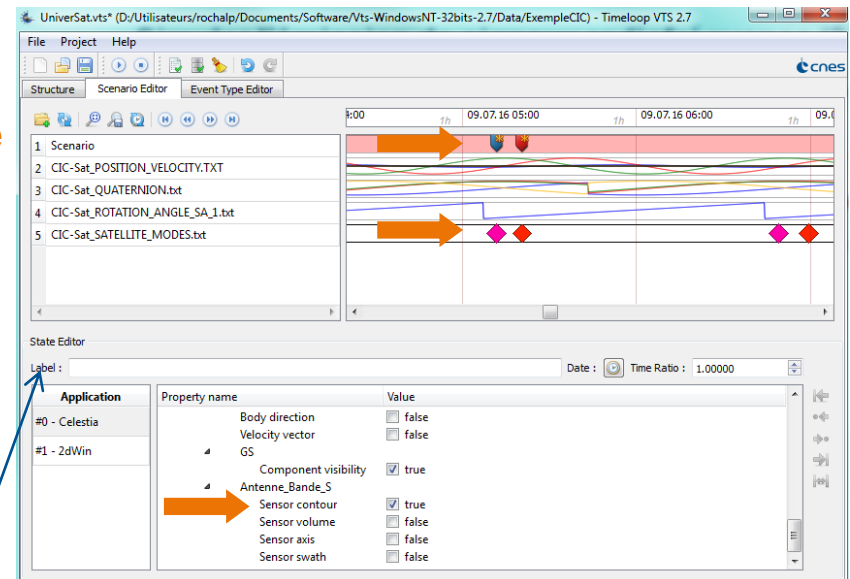 UniverSat.vts* (D:/Utilisateurs/rochalp/Documents/Software/Vts-WindowsNT-32bits-2.7/Data/ExempleCIC) - Timeloop VTS 2.7
File Project Help
cnes
Structure Scenario Editor Event Type Editor
4:00 1h 09.07.16 05:00 1h 09.07.16 06:00 1h 09.0
1 Scenario
2 CIC-Sat_POSITION_VELOCITY.TXT
3 CIC-Sat_QUATERNION.txt
4 CIC-Sat_ROTATION_ANGLE_SA_1.txt
5 CIC-Sat_SATELLITE_MODES.txt
State Editor
Label : Date : Time Ratio : 1.00000
Application Property name Value
#0 - Celestia
#1 - 2dWin
Body direction false
Velocity vector false
GS
Component visibility true
Antenne_Bande_S
Sensor contour true
Sensor volume false
Sensor axis false
Sensor swath false